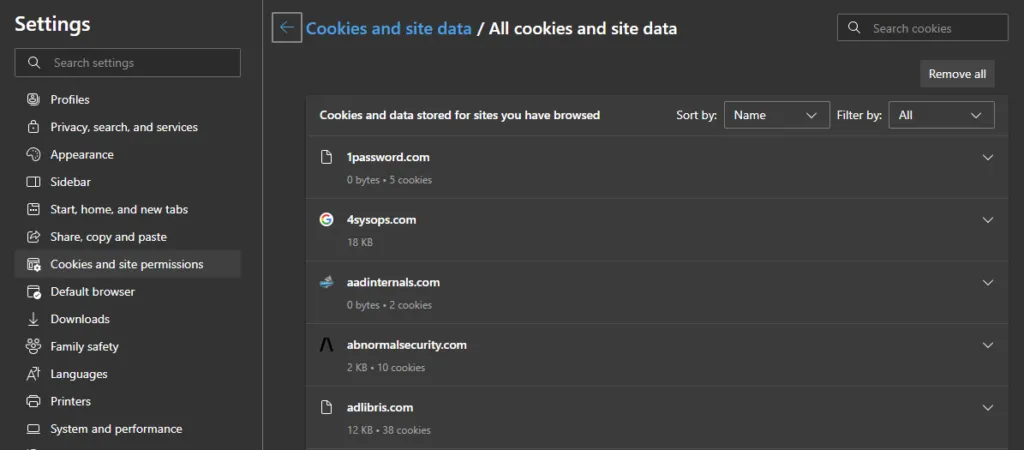 Settings
Search settings
Profiles
Privacy, search, and services
Appearance
Sidebar
Start, home, and new tabs
Share, copy and paste
Cookies and site permissions
Default browser
Downloads
Family safety
Languages
Printers
System and performance
Cookies and site data / All cookies and site data
Search cookies
Remove all
Cookies and data stored for sites you have browsed
Sort by: Name Filter by: All
1password.com
0 bytes • 5 cookies
4sysops.com
18 KB
aadinternals.com
0 bytes • 2 cookies
abnormalsecurity.com
2 KB • 10 cookies
adlibris.com
12 KB • 38 cookies